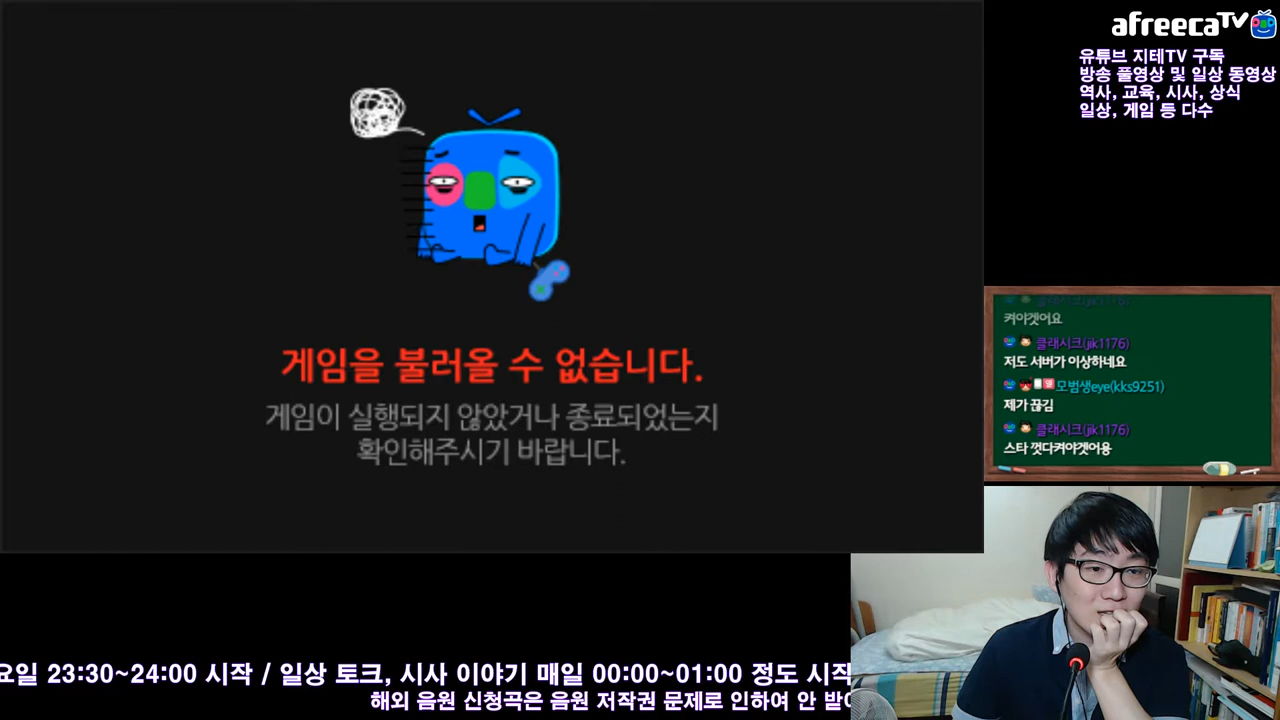 afreecaTV
유튜브 지테TV 구독
방송 풀영상 및 일상 동영상
역사, 교육, 시사, 상식
일상, 게임 등 다수
게임을 불러올 수 없습니다.
게임이 실행되지 않았거나 종료되었는지
확인해주시기 바랍니다.
클래시크(jik1176)
켜야겟어요
클래시크(jik1176)
저도 서버가 이상하네요
모범생eye(kks9251)
제가 끊김
클래시크(jik1176)
스타 껏다켜야겟어용
요일 23:30~24:00 시작 / 일상 토크, 시사 이야기 매일 00:00~01:00 정도 시작
해외 음원 신청곡은 음원 저작권 문제로 인하여 안 받